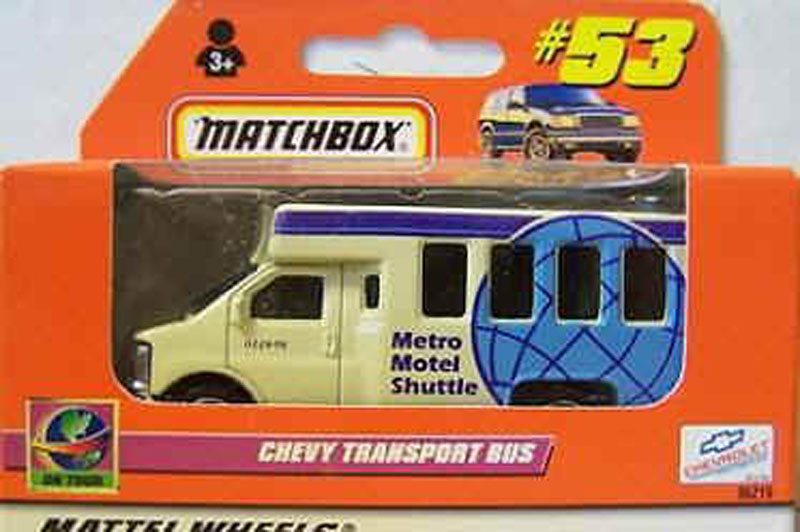 #53
3+
MATCHBOX®
Metro
Motel
Shuttle
CHEVY TRANSPORT BUS
ON TOUR
CHEVROLET
MATTEL WHEELS®